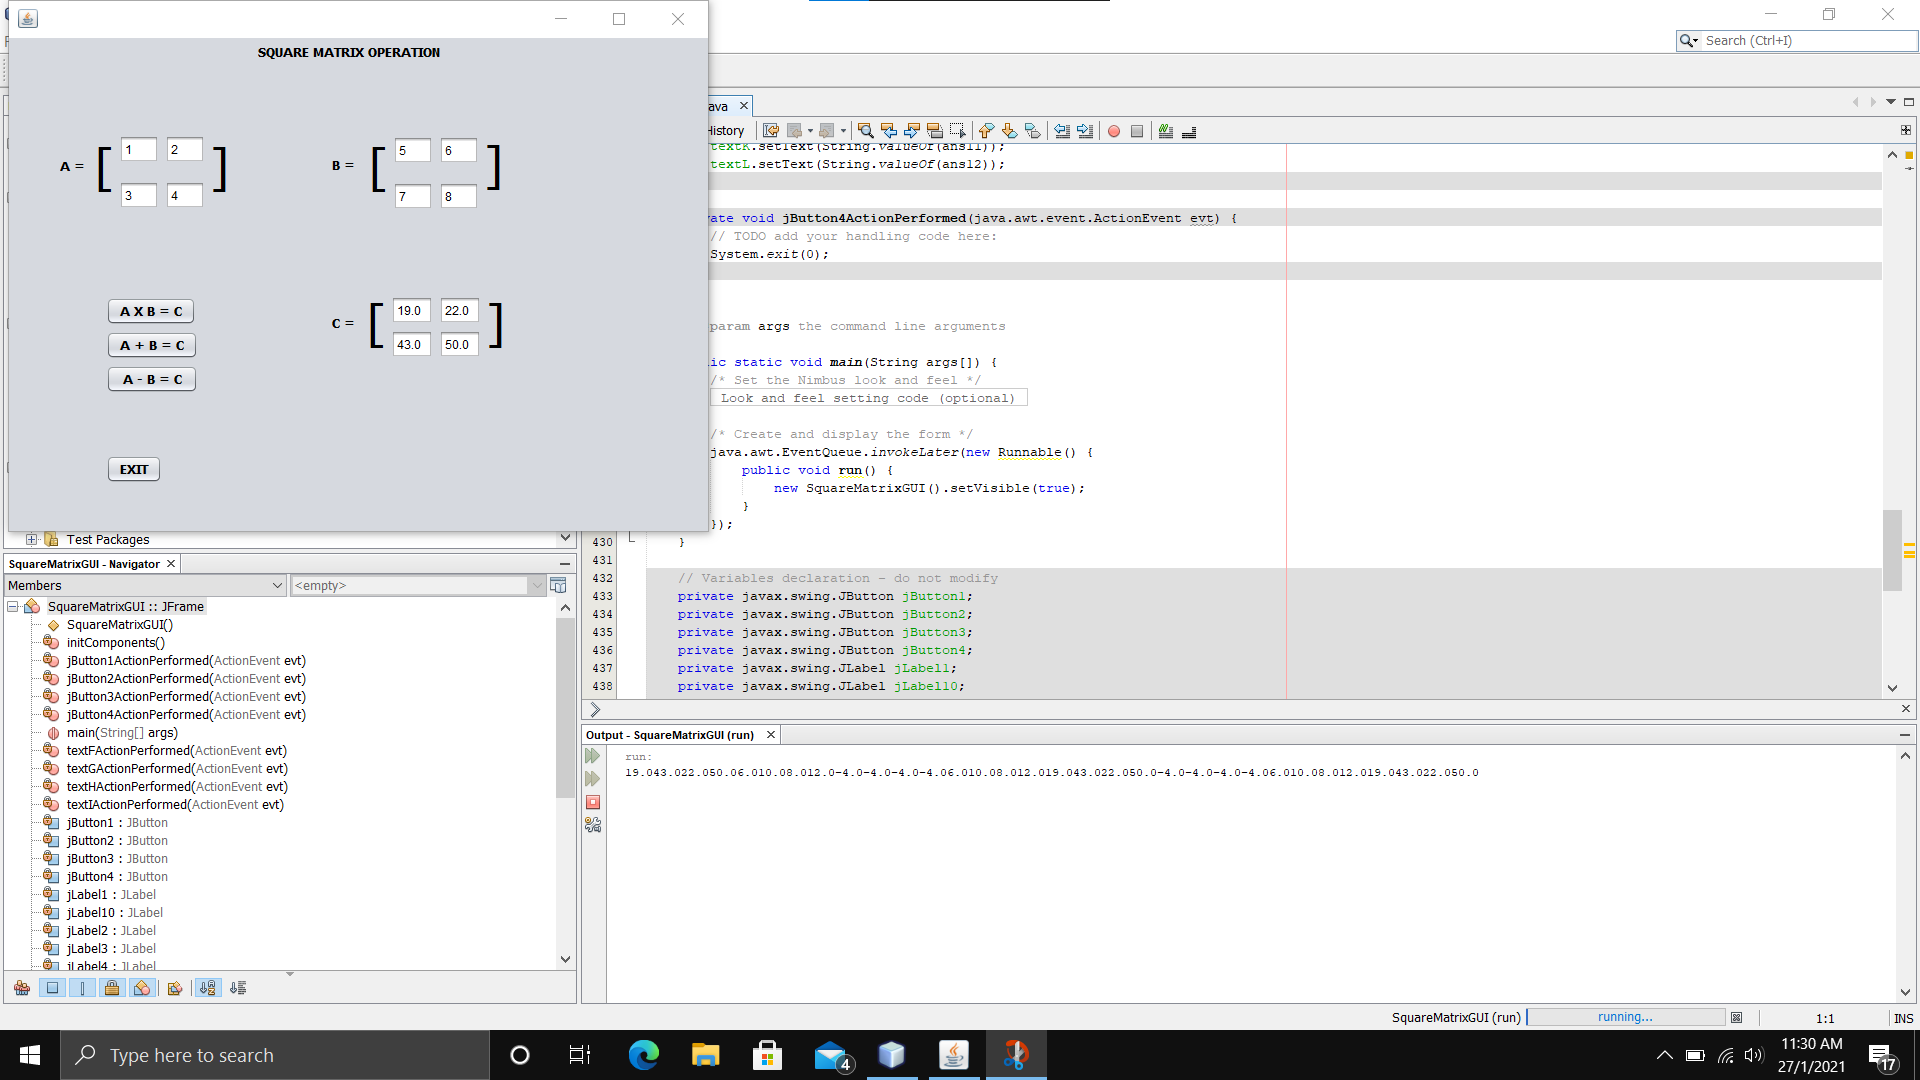 SQUARE MATRIX OPERATION
A = [ 1 2 ]
3 4
B = [ 5 6 ]
7 8
A X B = C
A + B = C
A - B = C
C = [ 19.0 22.0 ]
43.0 50.0
EXIT
Search (Ctrl+I)
ava
History
textK.setText(String.valueOf(ans11));
textL.setText(String.valueOf(ans12));
ate void jButton4ActionPerformed(java.awt.event.ActionEvent evt) {
// TODO add your handling code here:
System.exit(0);
param args the command line arguments
ic static void main(String args[]) {
/* Set the Nimbus look and feel */
Look and feel setting code (optional)
/* Create and display the form */
java.awt.EventQueue.invokeLater(new Runnable() {
public void run() {
new SquareMatrixGUI().setVisible(true);
}
});
430 }
431
432 // Variables declaration - do not modify
433 private javax.swing.JButton jButton1;
434 private javax.swing.JButton jButton2;
435 private javax.swing.JButton jButton3;
436 private javax.swing.JButton jButton4;
437 private javax.swing.JLabel jLabel1;
438 private javax.swing.JLabel jLabel10;
Test Packages
SquareMatrixGUI - Navigator
Members
<empty>
SquareMatrixGUI :: JFrame
SquareMatrixGUI()
initComponents()
jButton1ActionPerformed(ActionEvent evt)
jButton2ActionPerformed(ActionEvent evt)
jButton3ActionPerformed(ActionEvent evt)
jButton4ActionPerformed(ActionEvent evt)
main(String[] args)
textFActionPerformed(ActionEvent evt)
textGActionPerformed(ActionEvent evt)
textHActionPerformed(ActionEvent evt)
textIActionPerformed(ActionEvent evt)
jButton1 : JButton
jButton2 : JButton
jButton3 : JButton
jButton4 : JButton
jLabel1 : JLabel
jLabel10 : JLabel
jLabel2 : JLabel
jLabel3 : JLabel
jLabel4 : JLabel
Output - SquareMatrixGUI (run)
run:
19.043.022.050.06.010.08.012.0-4.0-4.0-4.0-4.06.010.08.012.019.043.022.050.0-4.0-4.0-4.0-4.06.010.08.012.019.043.022.050.0
SquareMatrixGUI (run) running...
1:1 INS
Type here to search
4
11:30 AM
27/1/2021
17